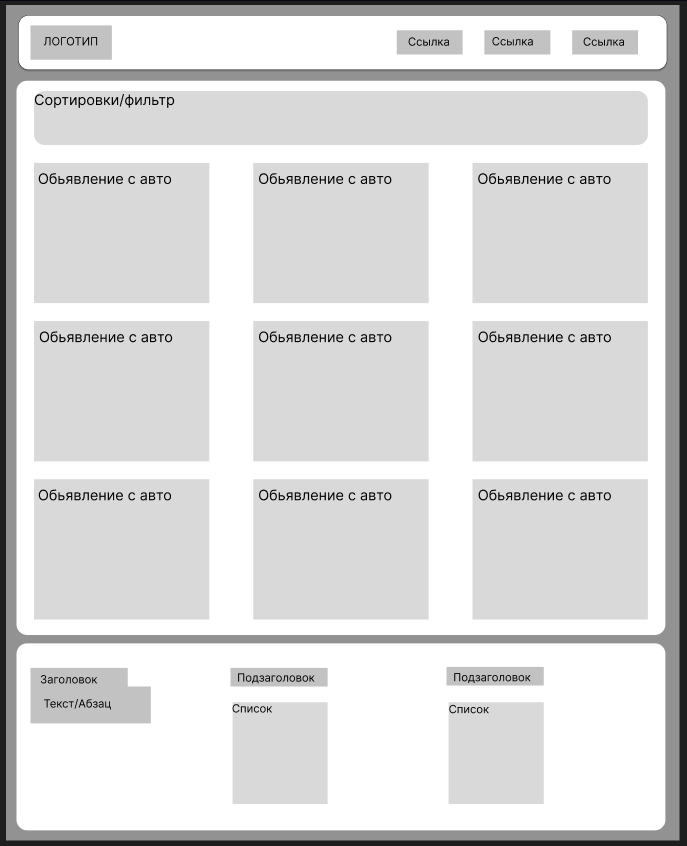 ЛОГОТИП
Ссылка
Ссылка
Ссылка
Сортировки/фильтр
Обьявление с авто
Обьявление с авто
Обьявление с авто
Обьявление с авто
Обьявление с авто
Обьявление с авто
Обьявление с авто
Обьявление с авто
Обьявление с авто
Заголовок
Текст/Абзац
Подзаголовок
Список
Подзаголовок
Список